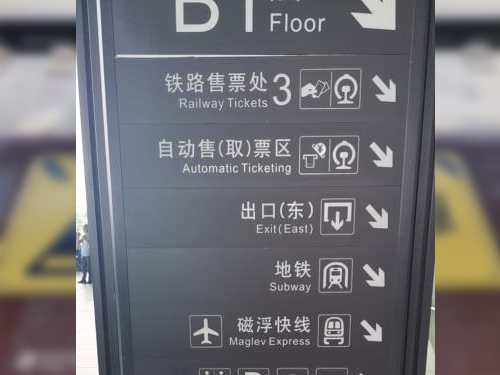 B1
Floor
铁路售票处 3
Railway Tickets
自动售(取)票区
Automatic Ticketing
出口(东)
Exit(East)
地铁
Subway
磁浮快线
Maglev Express